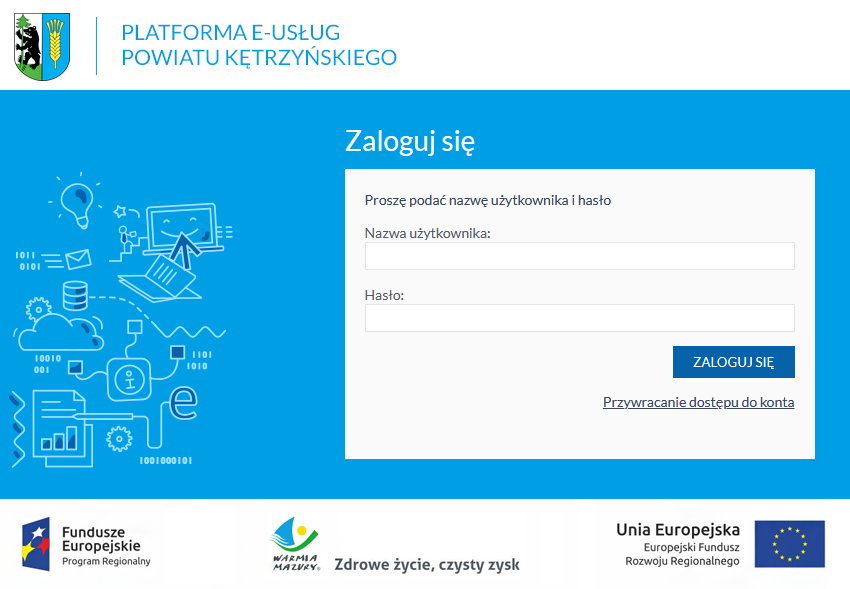 PLATFORMA E-USŁUG
POWIATU KĘTRZYŃSKIEGO
Zaloguj się
Proszę podać nazwę użytkownika i hasło
Nazwa użytkownika:
Hasło:
ZALOGUJ SIĘ
Przywracanie dostępu do konta
1011
0101
10010
001
1101
1010
i
e
1001000101
Fundusze
Europejskie
Program Regionalny
WARMIA
MAZURY®
Zdrowe życie, czysty zysk
Unia Europejska
Europejski Fundusz
Rozwoju Regionalnego